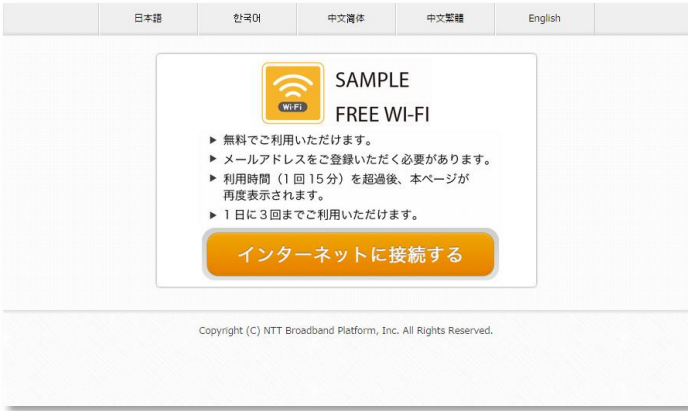 日本語 한국어 中文简体 中文繁體 English
Wi-Fi
SAMPLE
FREE WI-FI
▶ 無料でご利用いただけます。
▶ メールアドレスをご登録いただく必要があります。
▶ 利用時間（1回15分）を超過後、本ページが
再度表示されます。
▶ 1日に3回までご利用いただけます。
インターネットに接続する
Copyright (C) NTT Broadband Platform, Inc. All Rights Reserved.